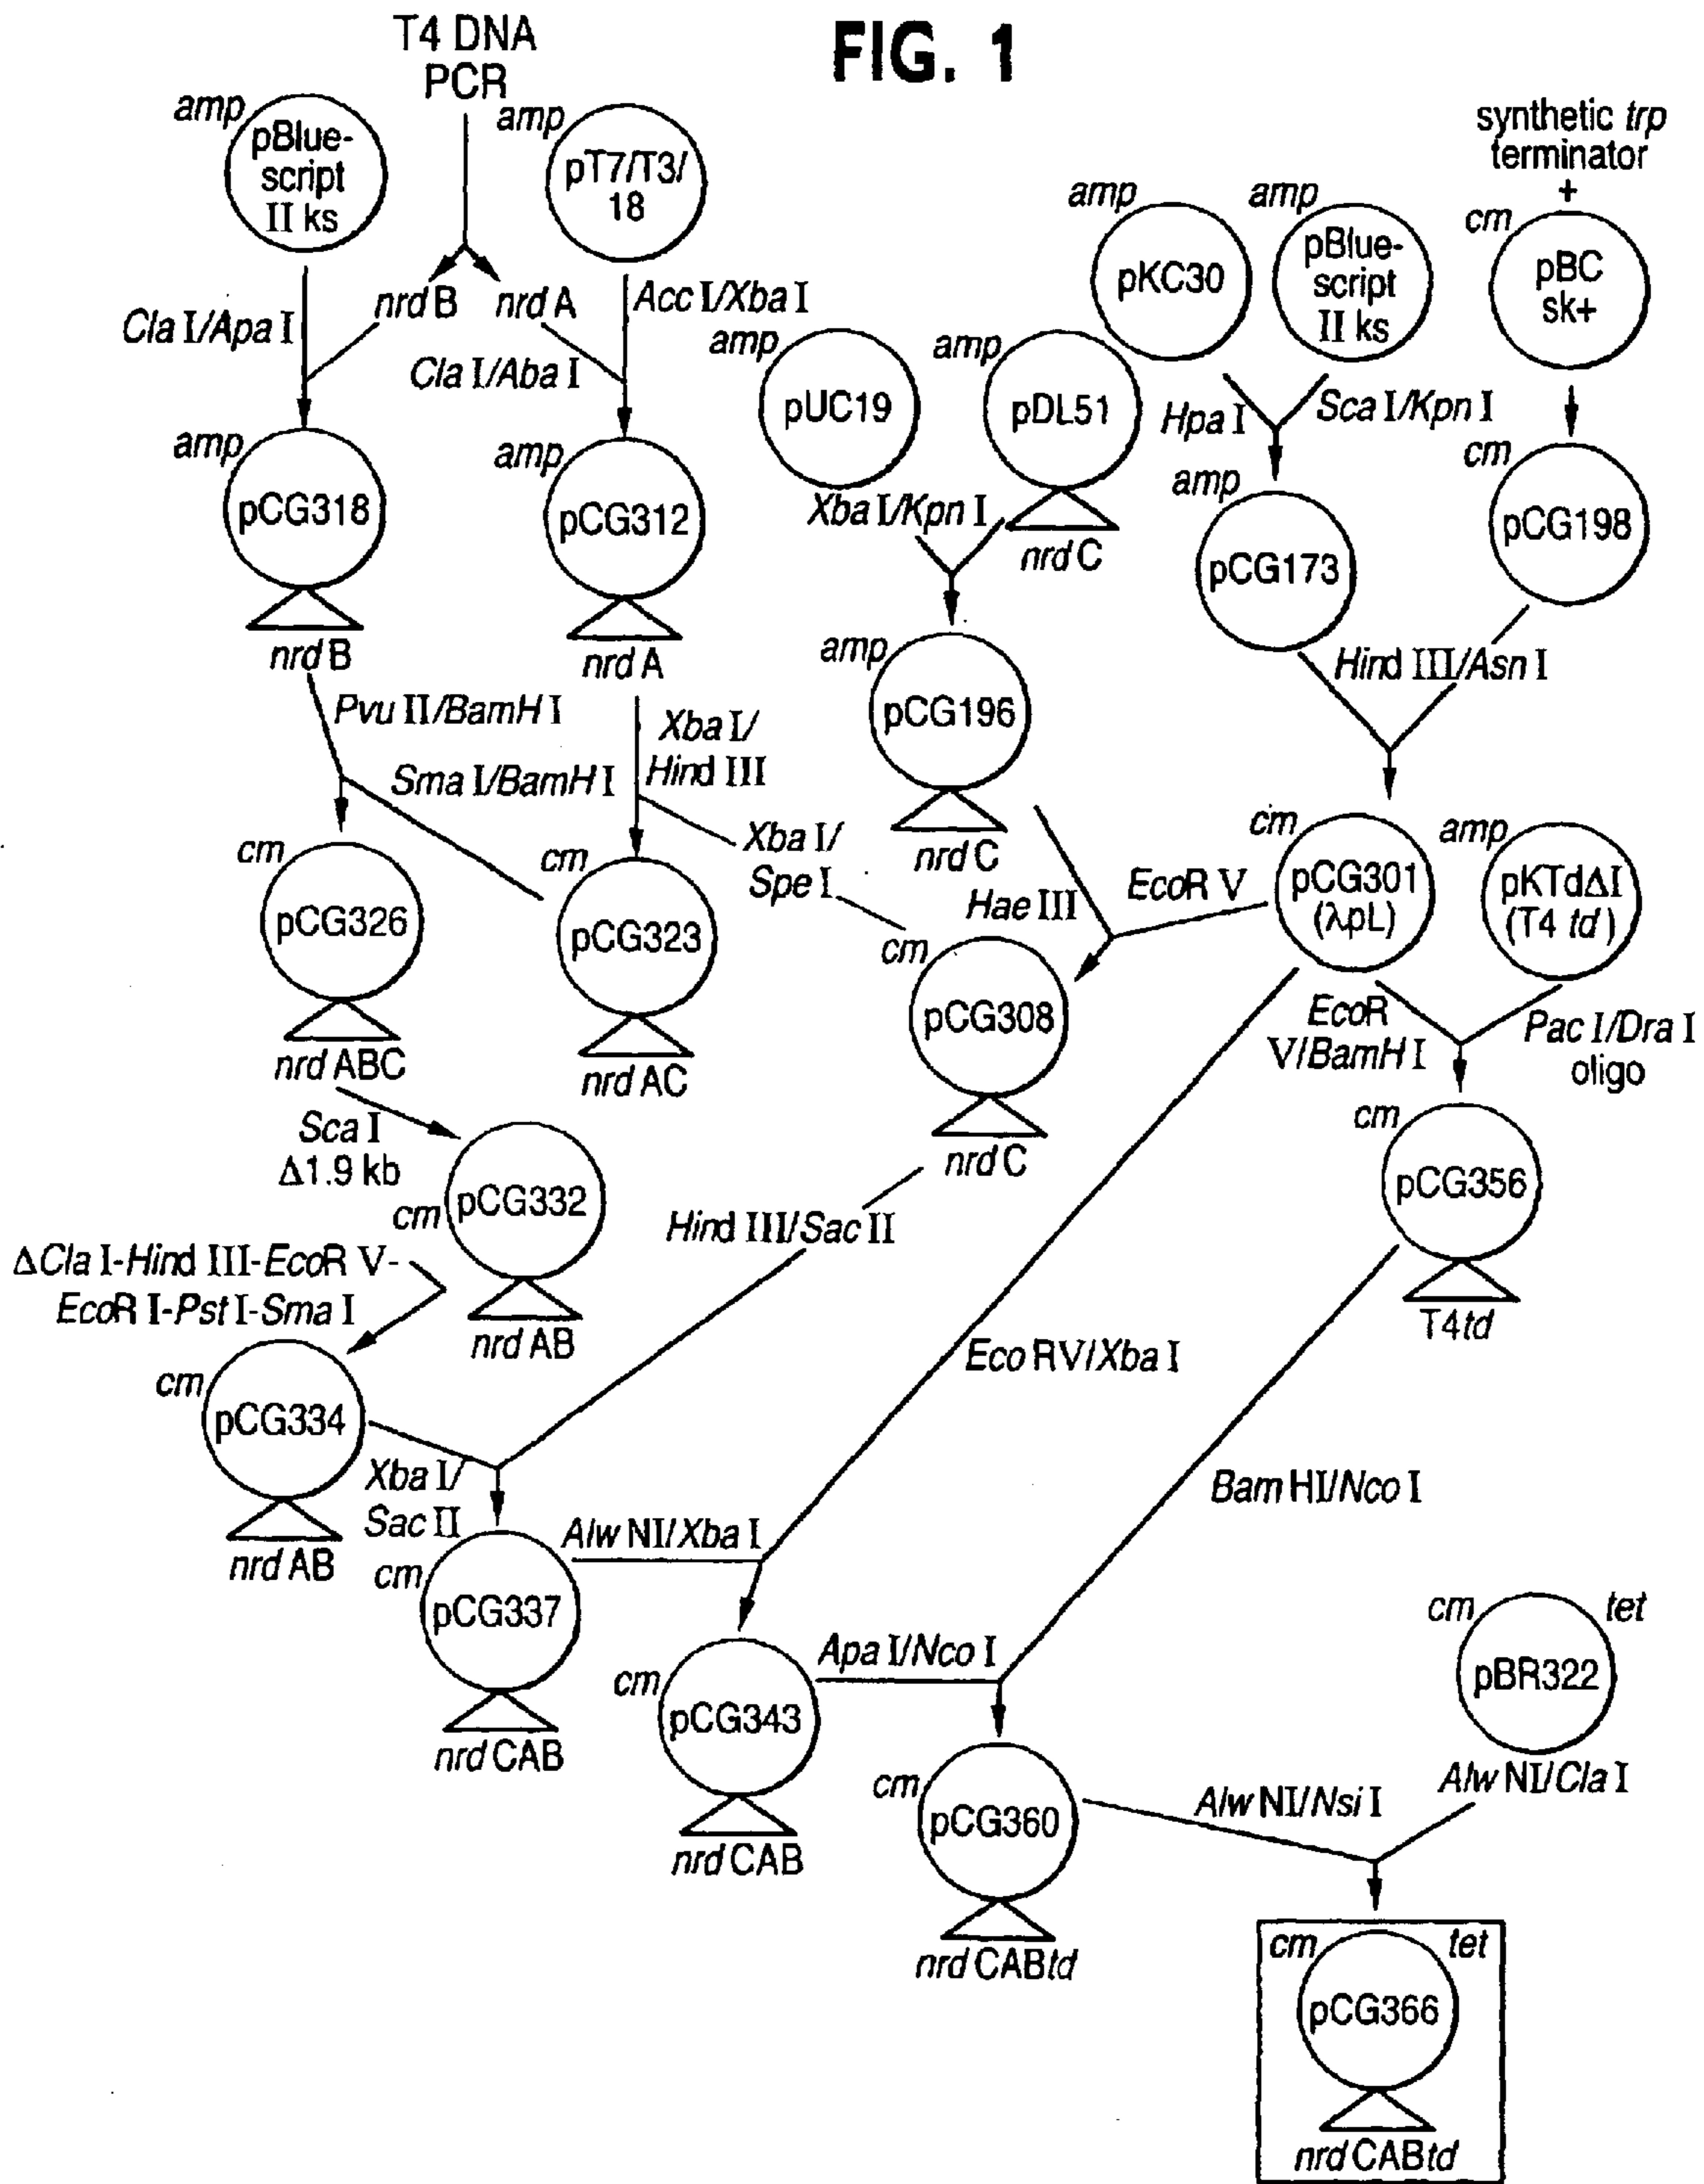 FIG. 1
T4 DNA
PCR
amp
pBlue-
script
II ks
amp
pT7/T3/
18
synthetic trp
terminator
+
cm
pBC
sk+
amp
pKC30
amp
pBlue-
script
II ks
nrd B
nrd A
Cla I/Apa I
Acc I/Xba I
Cla I/Aba I
amp
pUC19
amp
pDL51
Hpa I
Sca I/Kpn I
amp
pCG318
nrd B
amp
pCG312
nrd A
Xba I/Kpn I
nrd C
amp
pCG173
cm
pCG198
Hind III/Asn I
amp
pCG196
nrd C
Pvu II/BamH I
Xba I/
Hind III
Sma I/BamH I
Xba I/
Spe I
Hae III
EcoR V
cm
pCG301
(λpL)
amp
pKTdΔI
(T4 td)
cm
pCG326
nrd ABC
cm
pCG323
nrd AC
cm
pCG308
nrd C
EcoR
V/BamH I
Pac I/Dra I
oligo
Sca I
Δ1.9 kb
cm
pCG332
nrd AB
Hind III/Sac II
cm
pCG356
T4td
ΔCla I-Hind III-EcoR V-
EcoR I-Pst I-Sma I
cm
pCG334
nrd AB
Xba I/
Sac II
Eco RV/Xba I
Bam HI/Nco I
cm
pCG337
nrd CAB
Alw NI/Xba I
cm
pCG343
nrd CAB
Apa I/Nco I
cm
tet
pBR322
Alw NI/Cla I
cm
pCG360
nrd CABtd
Alw NI/Nsi I
cm
tet
pCG366
nrd CABtd